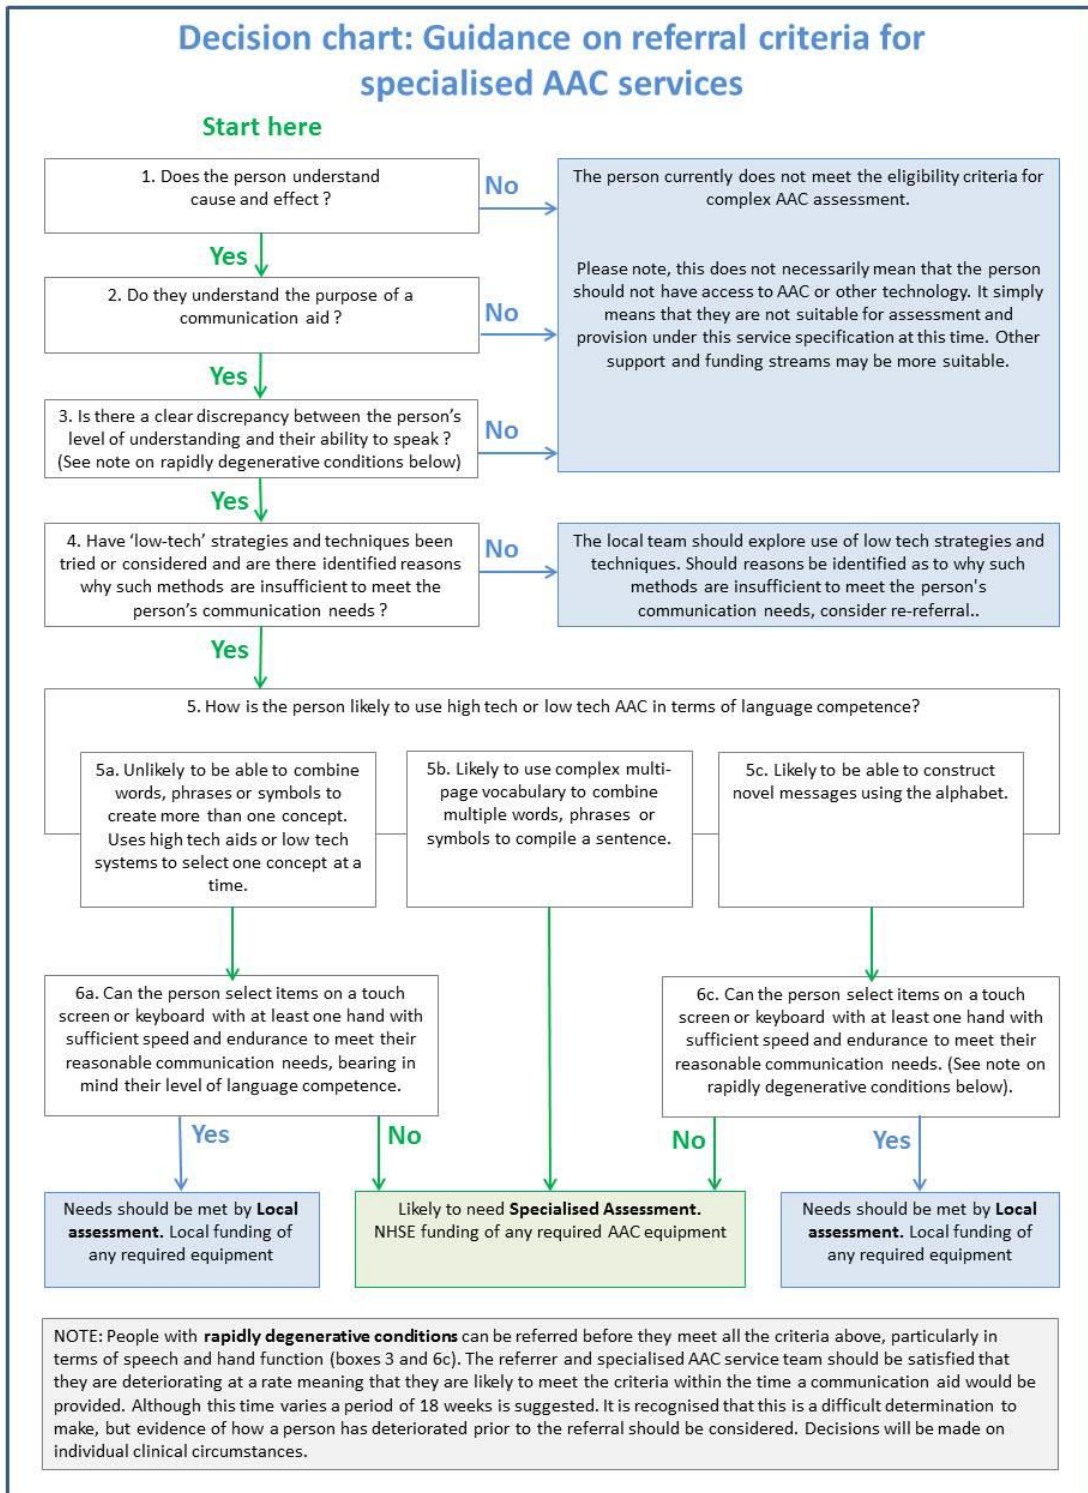 Decision chart: Guidance on referral criteria for
specialised AAC services
Start here
1. Does the person understand
cause and effect ?
No
The person currently does not meet the eligibility criteria for
complex AAC assessment.
Please note, this does not necessarily mean that the person
should not have access to AAC or other technology. It simply
means that they are not suitable for assessment and
provision under this service specification at this time. Other
support and funding streams may be more suitable.
Yes
2. Do they understand the purpose of a
communication aid ?
No
Yes
3. Is there a clear discrepancy between the person's
level of understanding and their ability to speak ?
(See note on rapidly degenerative conditions below)
No
Yes
4. Have 'low-tech' strategies and techniques been
tried or considered and are there identified reasons
why such methods are insufficient to meet the
person's communication needs ?
No
The local team should explore use of low tech strategies and
techniques. Should reasons be identified as to why such
methods are insufficient to meet the person's
communication needs, consider re-referral..
Yes
5. How is the person likely to use high tech or low tech AAC in terms of language competence?
5a. Unlikely to be able to combine
words, phrases or symbols to
create more than one concept.
Uses high tech aids or low tech
systems to select one concept at a
time.
5b. Likely to use complex multi-
page vocabulary to combine
multiple words, phrases or
symbols to compile a sentence.
5c. Likely to be able to construct
novel messages using the alphabet.
6a. Can the person select items on a touch
screen or keyboard with at least one hand with
sufficient speed and endurance to meet their
reasonable communication needs, bearing in
mind their level of language competence.
6c. Can the person select items on a touch
screen or keyboard with at least one hand with
sufficient speed and endurance to meet their
reasonable communication needs. (See note on
rapidly degenerative conditions below).
Yes
No
No
Yes
Needs should be met by Local
assessment. Local funding of
any required equipment
Likely to need Specialised Assessment.
NHSE funding of any required AAC equipment
Needs should be met by Local
assessment. Local funding of
any required equipment
NOTE: People with rapidly degenerative conditions can be referred before they meet all the criteria above, particularly in
terms of speech and hand function (boxes 3 and 6c). The referrer and specialised AAC service team should be satisfied that
they are deteriorating at a rate meaning that they are likely to meet the criteria within the time a communication aid would be
provided. Although this time varies a period of 18 weeks is suggested. It is recognised that this is a difficult determination to
make, but evidence of how a person has deteriorated prior to the referral should be considered. Decisions will be made on
individual clinical circumstances.